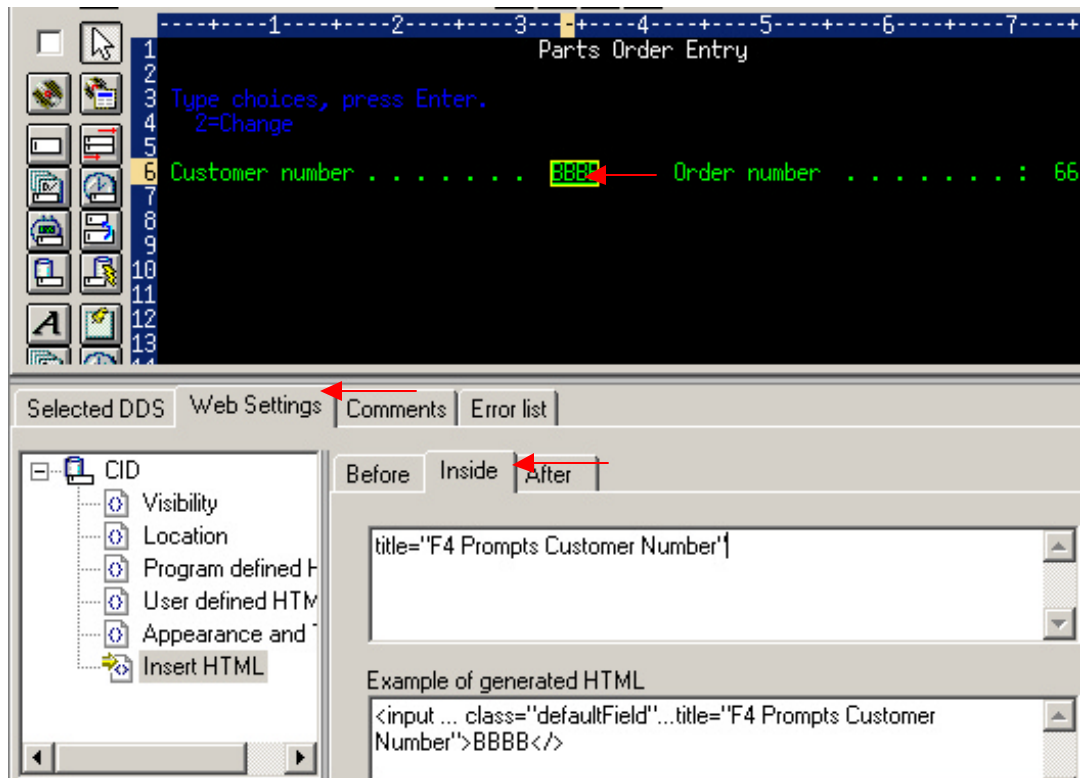 ----+----1----+----2----+----3----+----4----+----5----+----6----+----7----+
1 Parts Order Entry
2
3 Type choices, press Enter.
4 2=Change
5
6 Customer number . . . . . . . BBBB Order number . . . . . . . : 66
7
8
9
10
11
12
13
A
Selected DDS Web Settings Comments Error list
CID
Visibility
Location
Program defined H
User defined HTM
Appearance and
Insert HTML
Before Inside After
title="F4 Prompts Customer Number"
Example of generated HTML
<input ... class="defaultField"...title="F4 Prompts Customer
Number">BBBB</>